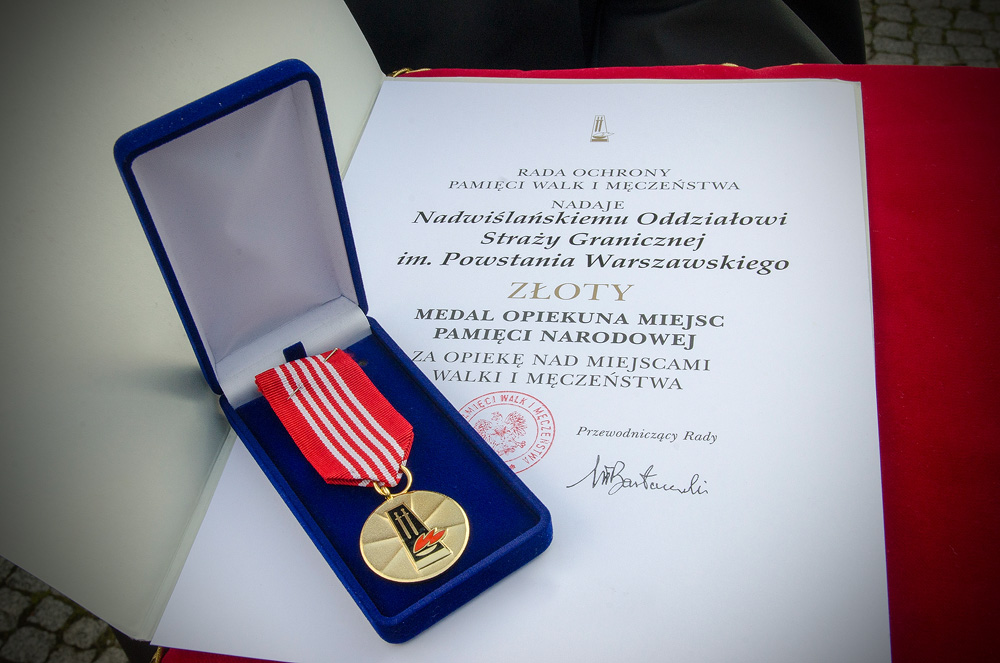 RADA OCHRONY
PAMIĘCI WALK I MĘCZEŃSTWA
NADAJE
Nadwiślańskiemu Oddziałowi
Straży Granicznej
im. Powstania Warszawskiego
ZŁOTY
MEDAL OPIEKUNA MIEJSC
PAMIĘCI NARODOWEJ
ZA OPIEKĘ NAD MIEJSCAMI
WALKI I MĘCZEŃSTWA
PAMIĘCI WALK I MĘCZEŃSTWA
Przewodniczący Rady